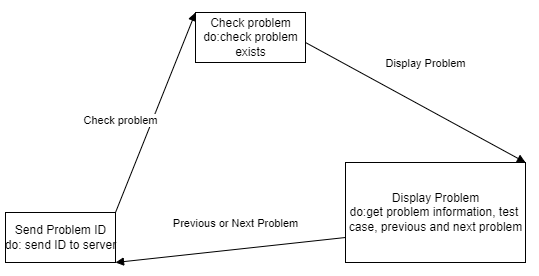 Check problem
do:check problem
exists
Display Problem
Check problem
Display Problem
do:get problem information, test
case, previous and next problem
Previous or Next Problem
Send Problem ID
do: send ID to server